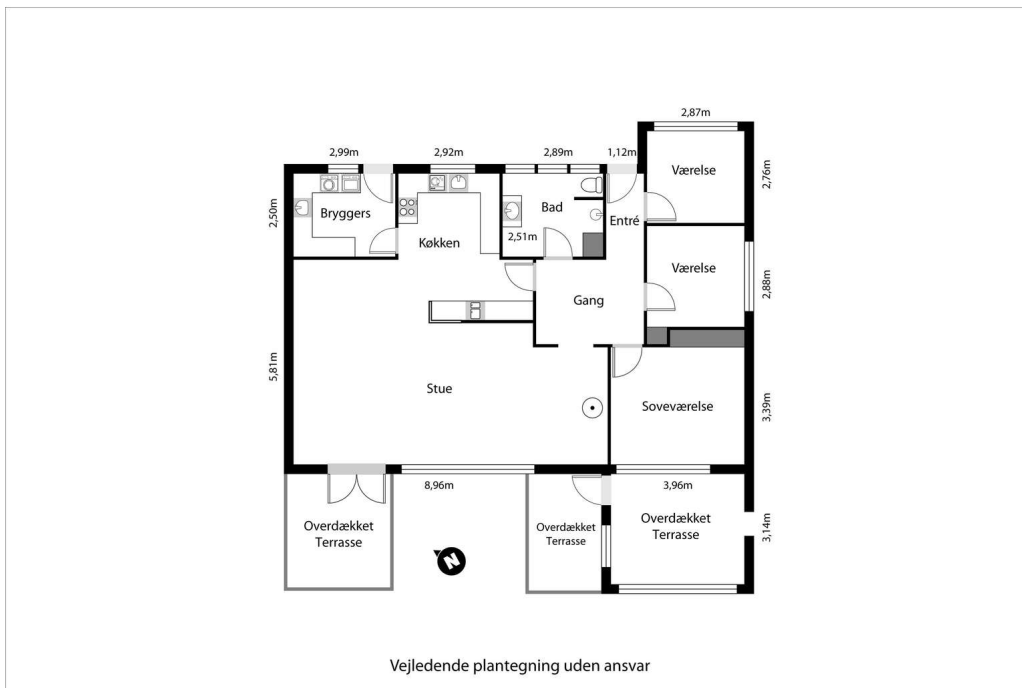 2,87m
2,99m
2,92m
2,89m
1,12m
Værelse
2,76m
2,50m
Bryggers
Bad
Entré
2,51m
Køkken
Værelse
2,88m
Gang
5,81m
Stue
Soveværelse
3,39m
8,96m
3,96m
Overdækket
Terrasse
Overdækket
Terrasse
Overdækket
Terrasse
3,14m
N
Vejledende plantegning uden ansvar